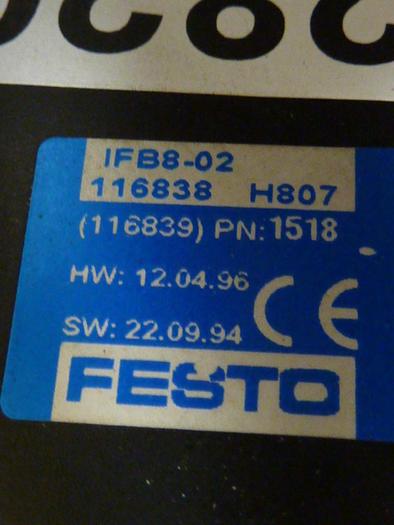 IFB8-02
116838 H807
(116839) PN: 1518
HW: 12.04.96
SW: 22.09.94
CE
FESTO